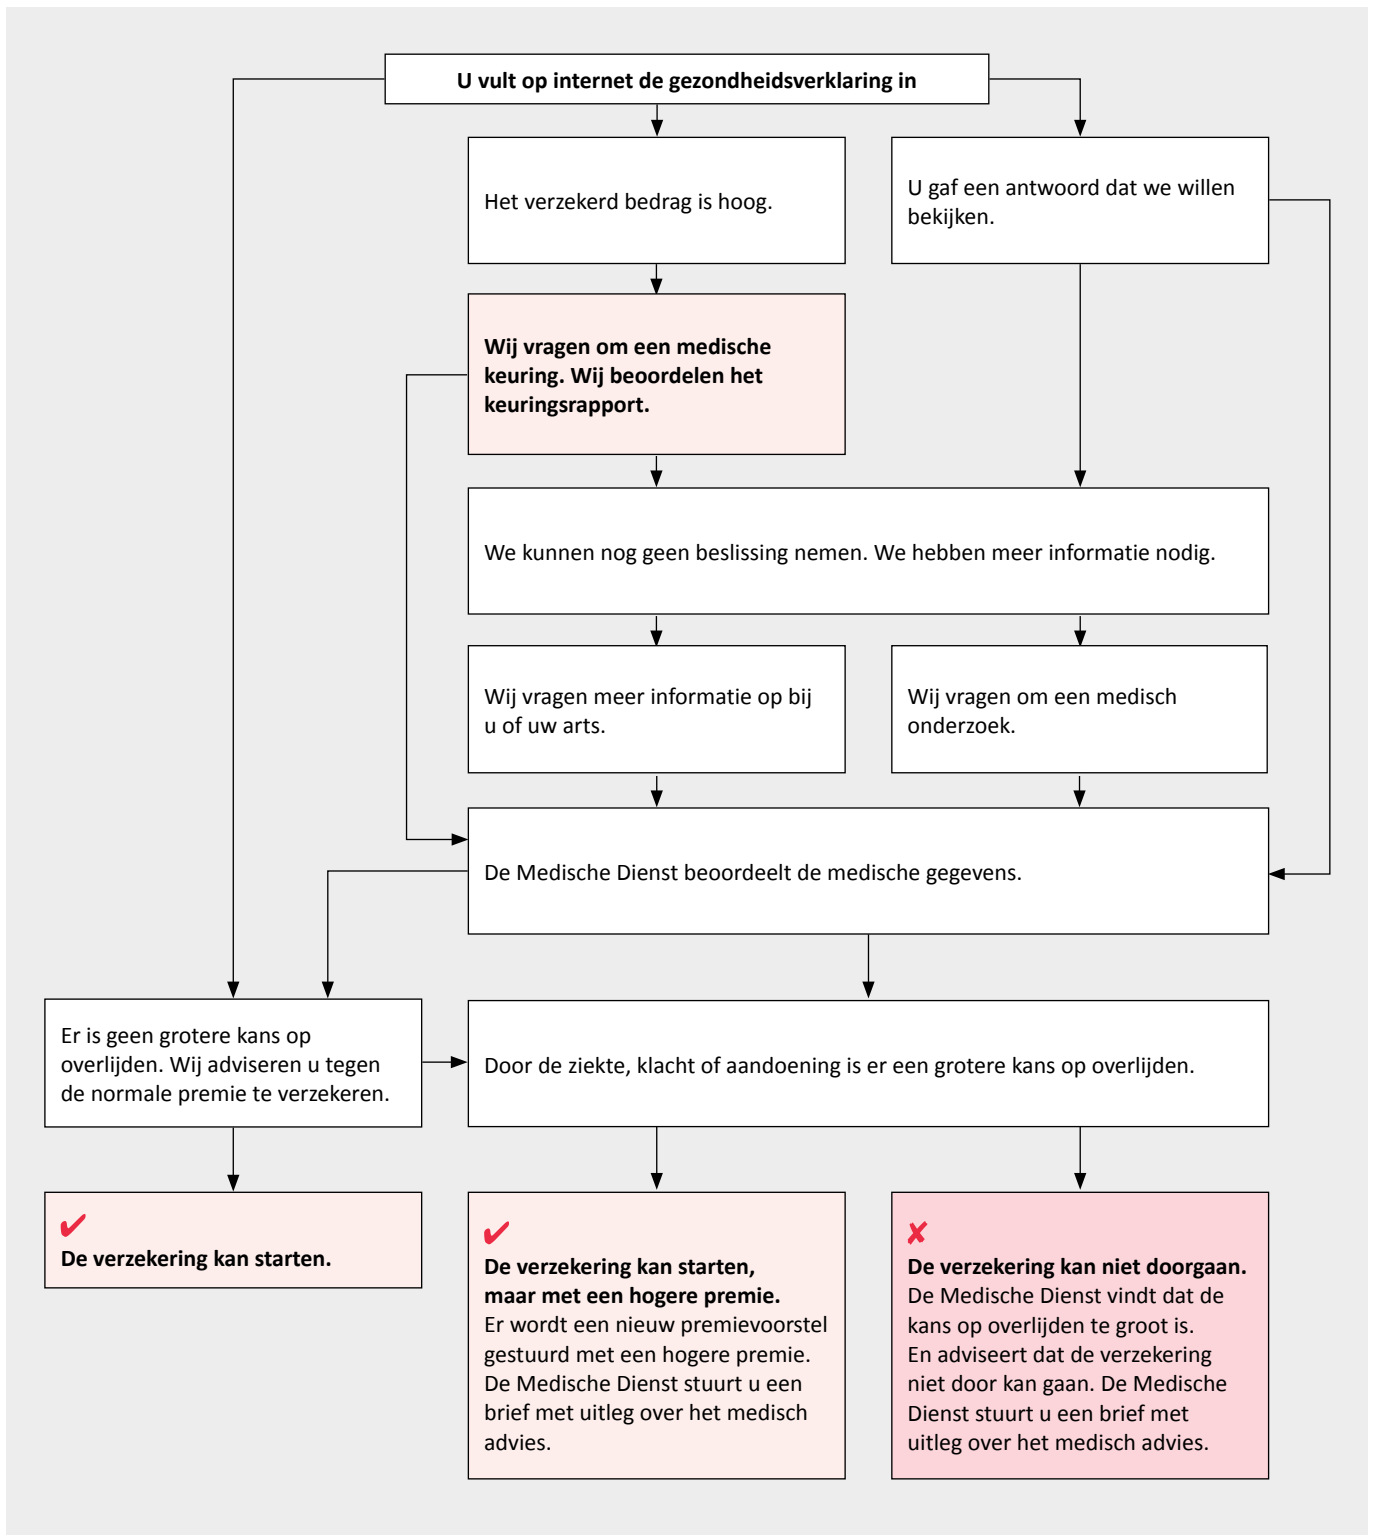 U vult op internet de gezondheidsverklaring in
Het verzekerd bedrag is hoog.
U gaf een antwoord dat we willen
bekijken.
Wij vragen om een medische
keuring. Wij beoordelen het
keuringsrapport.
We kunnen nog geen beslissing nemen. We hebben meer informatie nodig.
Wij vragen meer informatie op bij
u of uw arts.
Wij vragen om een medisch
onderzoek.
De Medische Dienst beoordeelt de medische gegevens.
Er is geen grotere kans op
overlijden. Wij adviseren u tegen
de normale premie te verzekeren.
Door de ziekte, klacht of aandoening is er een grotere kans op overlijden.
✔
De verzekering kan starten.
✔
De verzekering kan starten,
maar met een hogere premie.
Er wordt een nieuw premievoorstel
gestuurd met een hogere premie.
De Medische Dienst stuurt u een
brief met uitleg over het medisch
advies.
✘
De verzekering kan niet doorgaan.
De Medische Dienst vindt dat de
kans op overlijden te groot is.
En adviseert dat de verzekering
niet door kan gaan. De Medische
Dienst stuurt u een brief met
uitleg over het medisch advies.